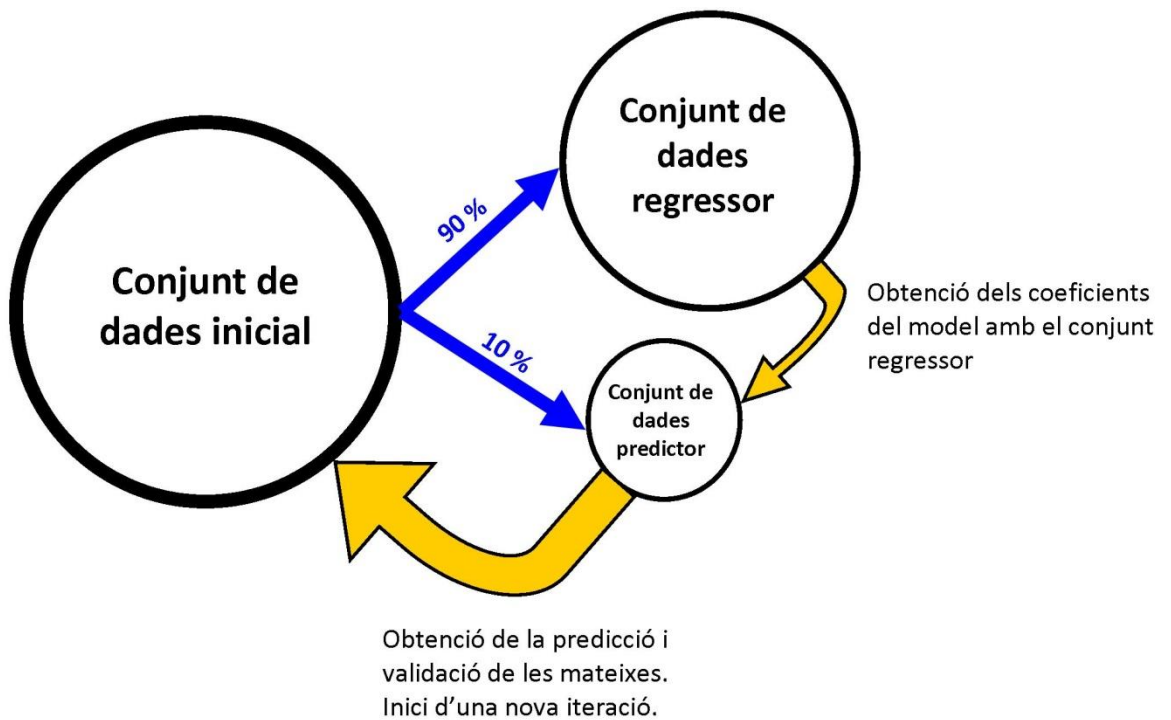 Conjunt de
dades
regressor
90 %
Conjunt de
dades inicial
Obtenció dels coeficients
del model amb el conjunt
regressor
10 %
Conjunt de
dades
predictor
Obtenció de la predicció i
validació de les mateixes.
Inici d’una nova iteració.